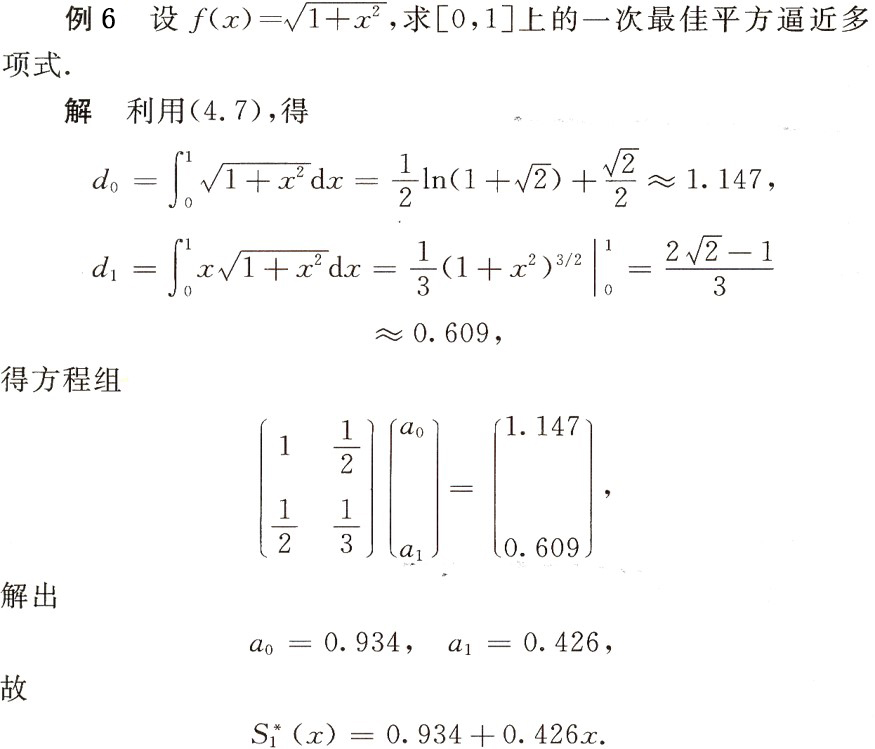 例 6 设 f(x)=√(1+x²),求[0,1]上的一次最佳平方逼近多
项式.
解 利用(4.7),得
d₀ = ∫₀¹ √(1+x²)dx = 1/2 ln(1+√2)+√2/2 ≈ 1.147,
d₁ = ∫₀¹ x√(1+x²)dx = 1/3 (1+x²)^{3/2} |₀¹ = (2√2−1)/3
≈ 0.609,
得方程组
(1 1/2; 1/2 1/3) (a₀; a₁) = (1.147; 0.609),
解出
a₀ = 0.934, a₁ = 0.426,
故
S₁*(x) = 0.934+0.426x.